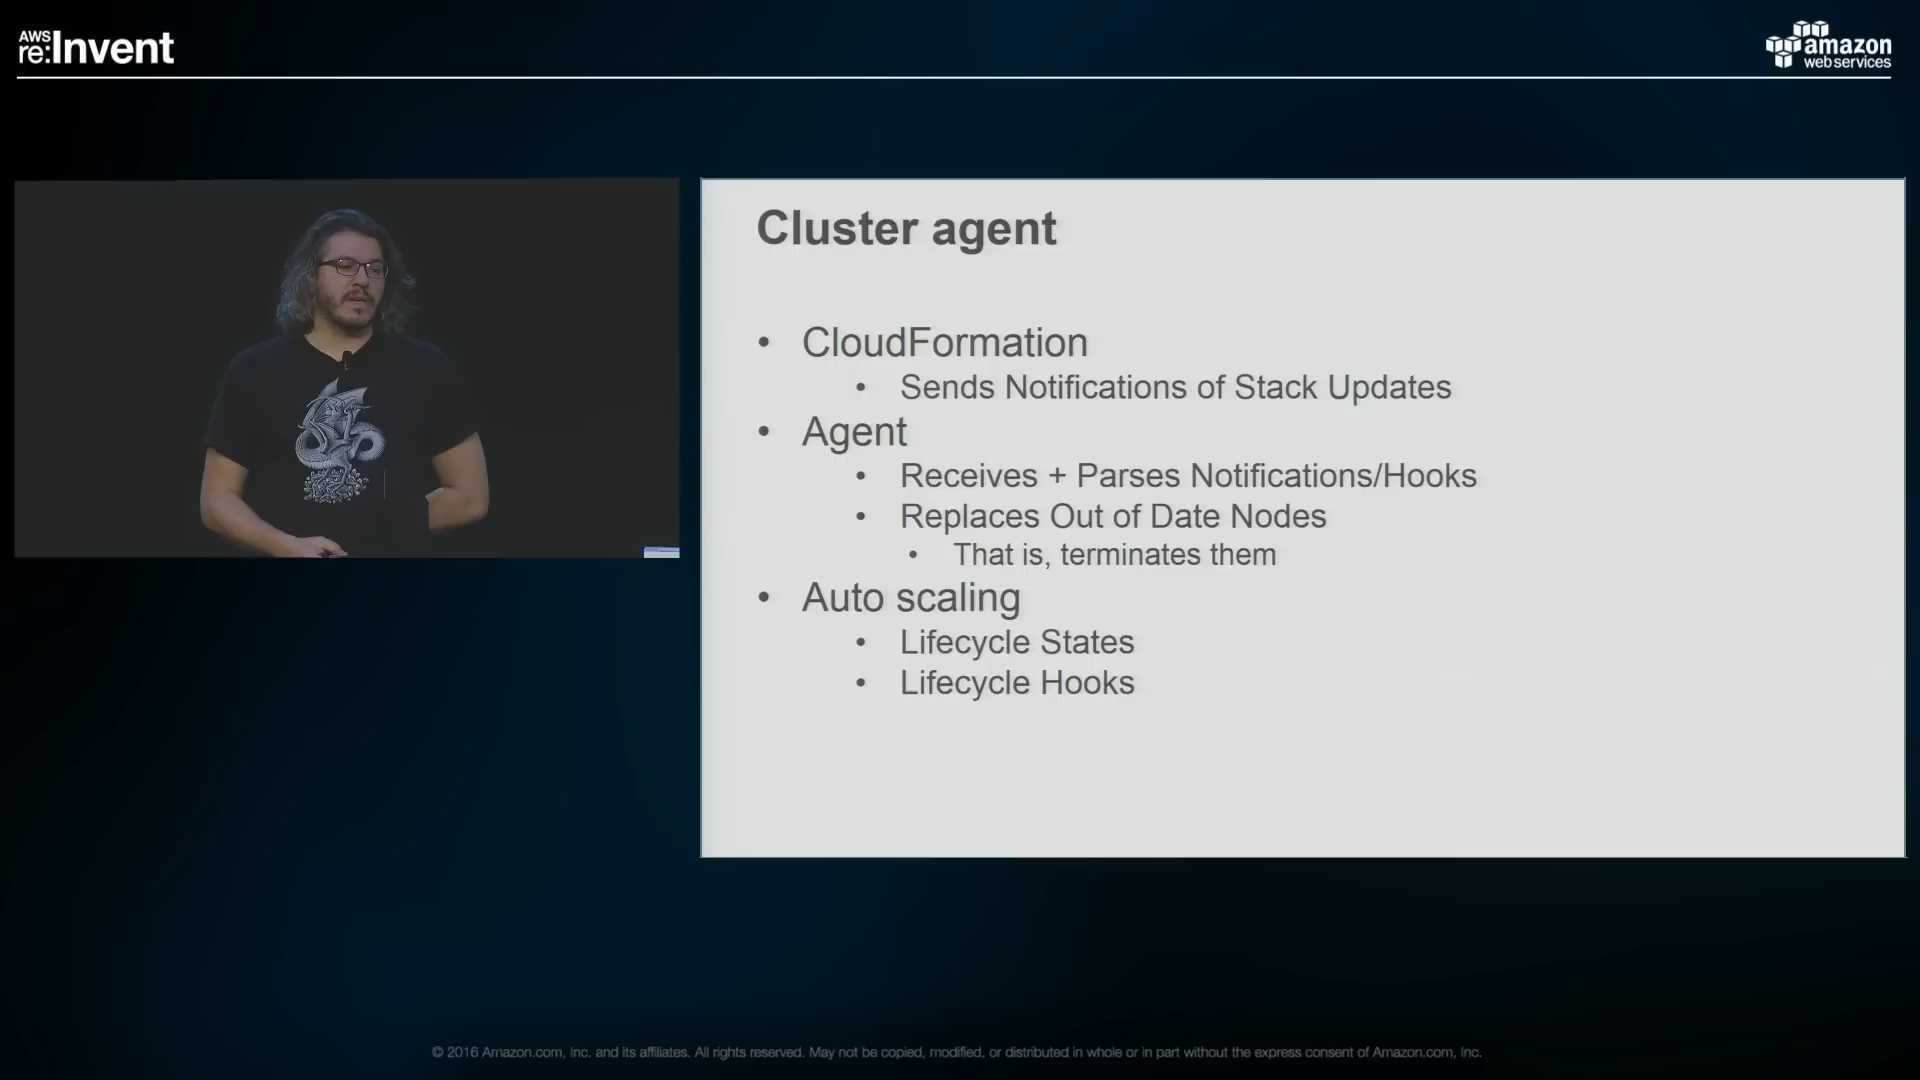 AWS
re:Invent
amazon
web services
Cluster agent
• CloudFormation
• Sends Notifications of Stack Updates
• Agent
• Receives + Parses Notifications/Hooks
• Replaces Out of Date Nodes
• That is, terminates them
• Auto scaling
• Lifecycle States
• Lifecycle Hooks
© 2016 Amazon.com, Inc. and its affiliates. All rights reserved. May not be copied, modified, or distributed in whole or in part without the express consent of Amazon.com, Inc.